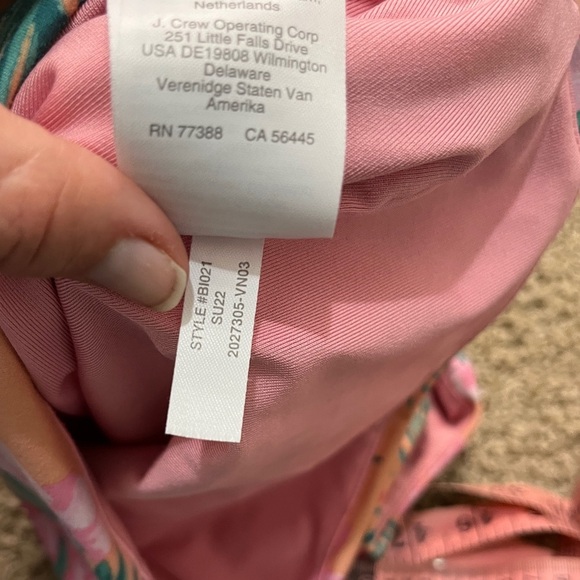 Netherlands
J. Crew Operating Corp
251 Little Falls Drive
USA DE19808 Wilmington
Delaware
Verenidge Staten Van
Amerika
RN 77388 CA 56445
STYLE #BI021
SU22
2027305-VN03